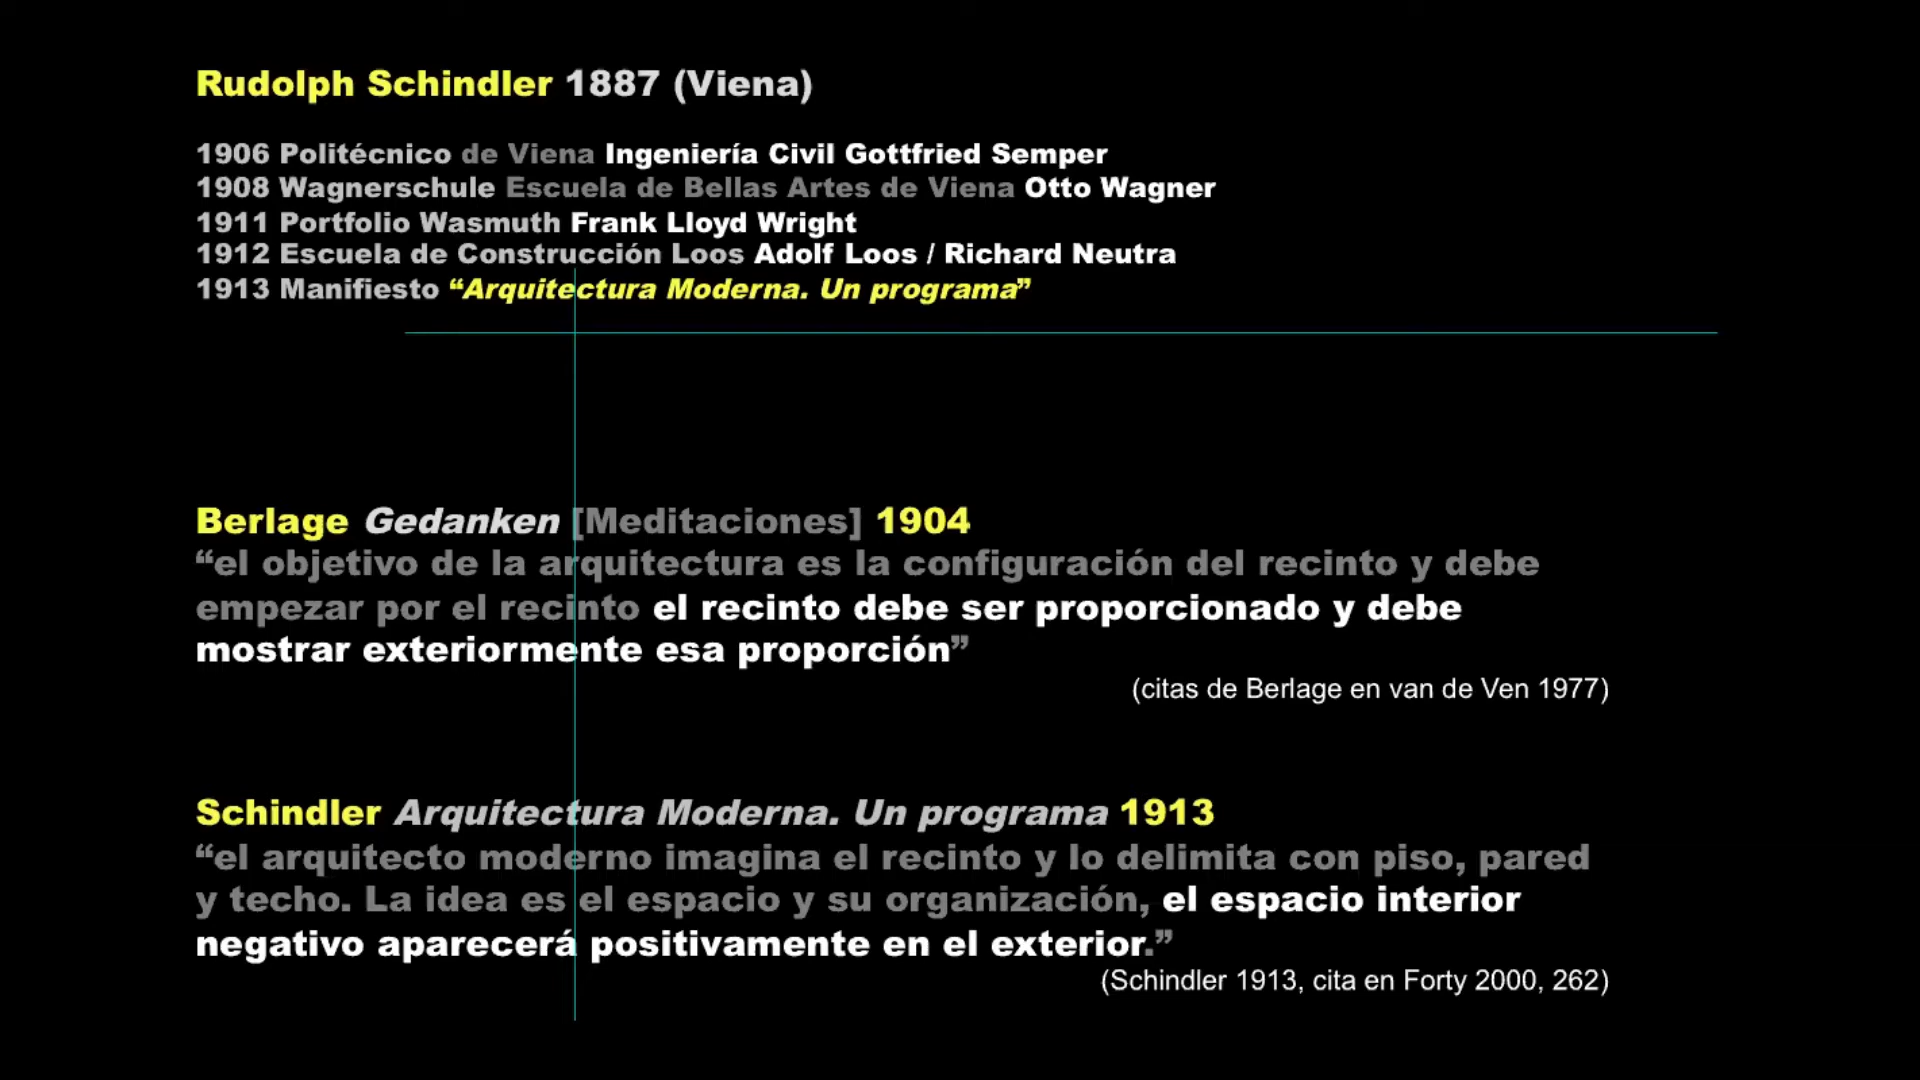 Rudolph Schindler 1887 (Viena)
1906 Politécnico de Viena Ingeniería Civil Gottfried Semper
1908 Wagnerschule Escuela de Bellas Artes de Viena Otto Wagner
1911 Portfolio Wasmuth Frank Lloyd Wright
1912 Escuela de Construcción Loos Adolf Loos / Richard Neutra
1913 Manifiesto “Arquitectura Moderna. Un programa”
Berlage Gedanken [Meditaciones] 1904
“el objetivo de la arquitectura es la configuración del recinto y debe
empezar por el recinto el recinto debe ser proporcionado y debe
mostrar exteriormente esa proporción”
(citas de Berlage en van de Ven 1977)
Schindler Arquitectura Moderna. Un programa 1913
“el arquitecto moderno imagina el recinto y lo delimita con piso, pared
y techo. La idea es el espacio y su organización, el espacio interior
negativo aparecerá positivamente en el exterior.”
(Schindler 1913, cita en Forty 2000, 262)